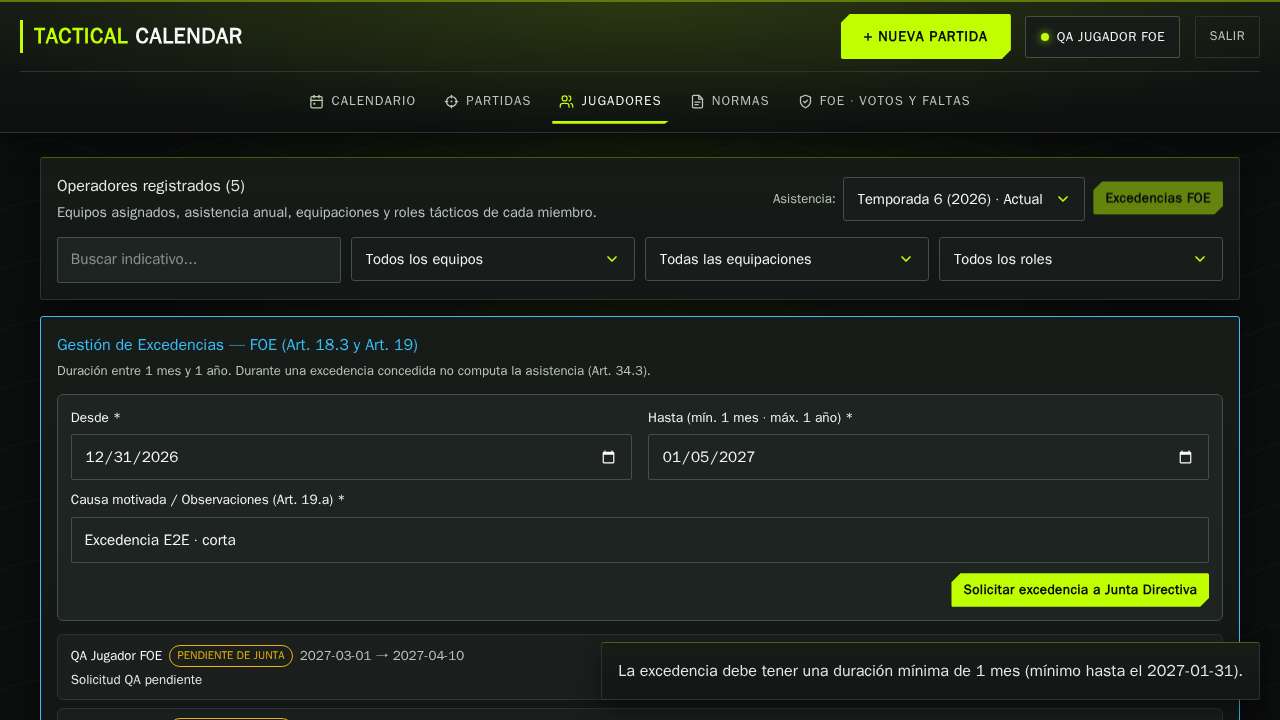 TACTICAL CALENDAR
+ NUEVA PARTIDA
QA JUGADOR FOE
SALIR
CALENDARIO
PARTIDAS
JUGADORES
NORMAS
FOE · VOTOS Y FALTAS
Operadores registrados (5)
Equipos asignados, asistencia anual, equipaciones y roles tácticos de cada miembro.
Asistencia:
Temporada 6 (2026) · Actual
Excedencias FOE
Buscar indicativo...
Todos los equipos
Todas las equipaciones
Todos los roles
Gestión de Excedencias — FOE (Art. 18.3 y Art. 19)
Duración entre 1 mes y 1 año. Durante una excedencia concedida no computa la asistencia (Art. 34.3).
Desde *
Hasta (mín. 1 mes · máx. 1 año) *
12/31/2026
01/05/2027
Causa motivada / Observaciones (Art. 19.a) *
Excedencia E2E · corta
Solicitar excedencia a Junta Directiva
QA Jugador FOE PENDIENTE DE JUNTA 2027-03-01 → 2027-04-10
Solicitud QA pendiente
La excedencia debe tener una duración mínima de 1 mes (mínimo hasta el 2027-01-31).